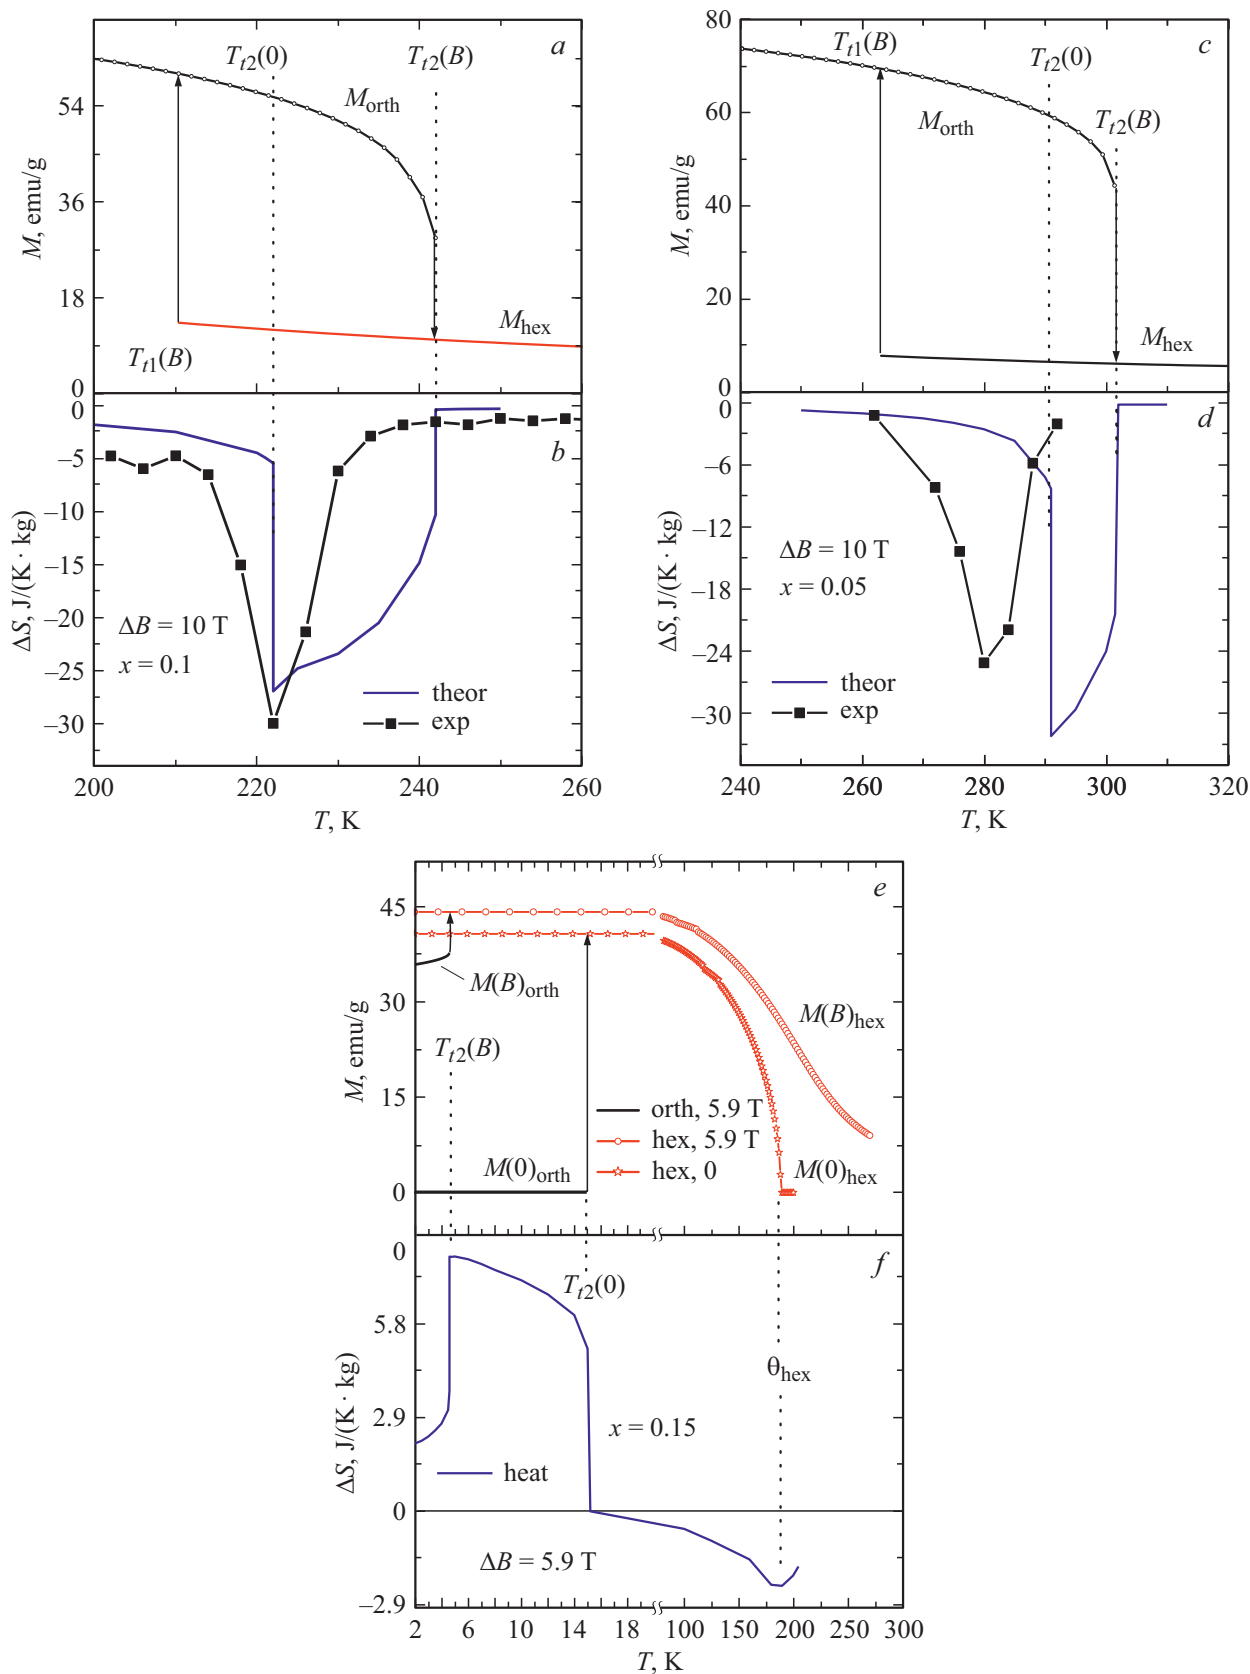 a
T_t2(0)
T_t2(B)
M_orth
M_hex
T_t1(B)
M, emu/g
54
36
18
0
b
0
–5
–10
–15
–20
–25
–30
ΔS, J/(K · kg)
ΔB = 10 T
x = 0.1
theor
exp
200 220 240 260
T, K
c
T_t1(B)
T_t2(0)
T_t2(B)
M_orth
M_hex
M, emu/g
80
60
40
20
0
d
0
–6
–12
–18
–24
–30
ΔS, J/(K · kg)
ΔB = 10 T
x = 0.05
theor
exp
240 260 280 300 320
T, K
e
45
30
15
0
M, emu/g
M(B)_orth
T_t2(B)
M(B)_hex
orth, 5.9 T
hex, 5.9 T
hex, 0
M(0)_orth
M(0)_hex
f
0
5.8
2.9
0
–2.9
ΔS, J/(K · kg)
T_t2(0)
θ_hex
x = 0.15
heat
ΔB = 5.9 T
2 6 10 14 18 100 200 300
T, K